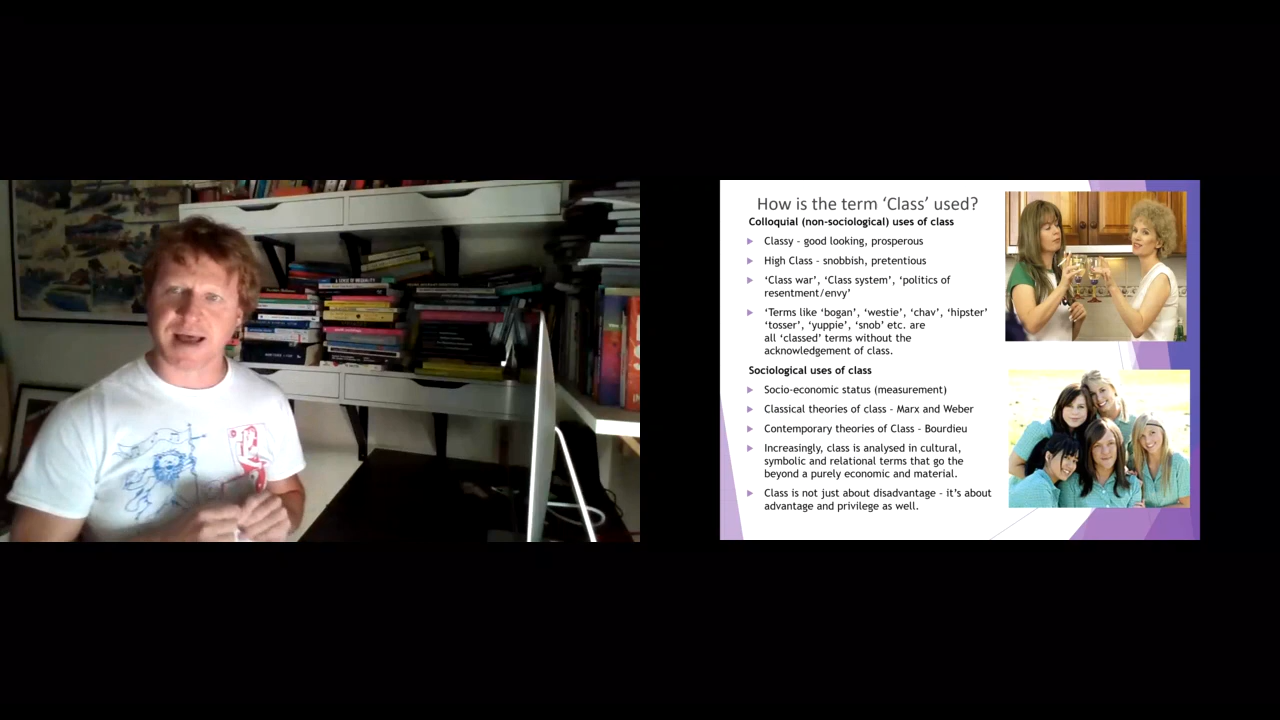 How is the term ‘Class’ used?
Colloquial (non-sociological) uses of class
Classy - good looking, prosperous
High Class - snobbish, pretentious
‘Class war’, ‘Class system’, ‘politics of
resentment/envy’
‘Terms like ‘bogan’, ‘westie’, ‘chav’, ‘hipster’
‘tosser’, ‘yuppie’, ‘snob’ etc. are
all ‘classed’ terms without the
acknowledgement of class.
Sociological uses of class
Socio-economic status (measurement)
Classical theories of class - Marx and Weber
Contemporary theories of Class - Bourdieu
Increasingly, class is analysed in cultural,
symbolic and relational terms that go the
beyond a purely economic and material.
Class is not just about disadvantage - it’s about
advantage and privilege as well.